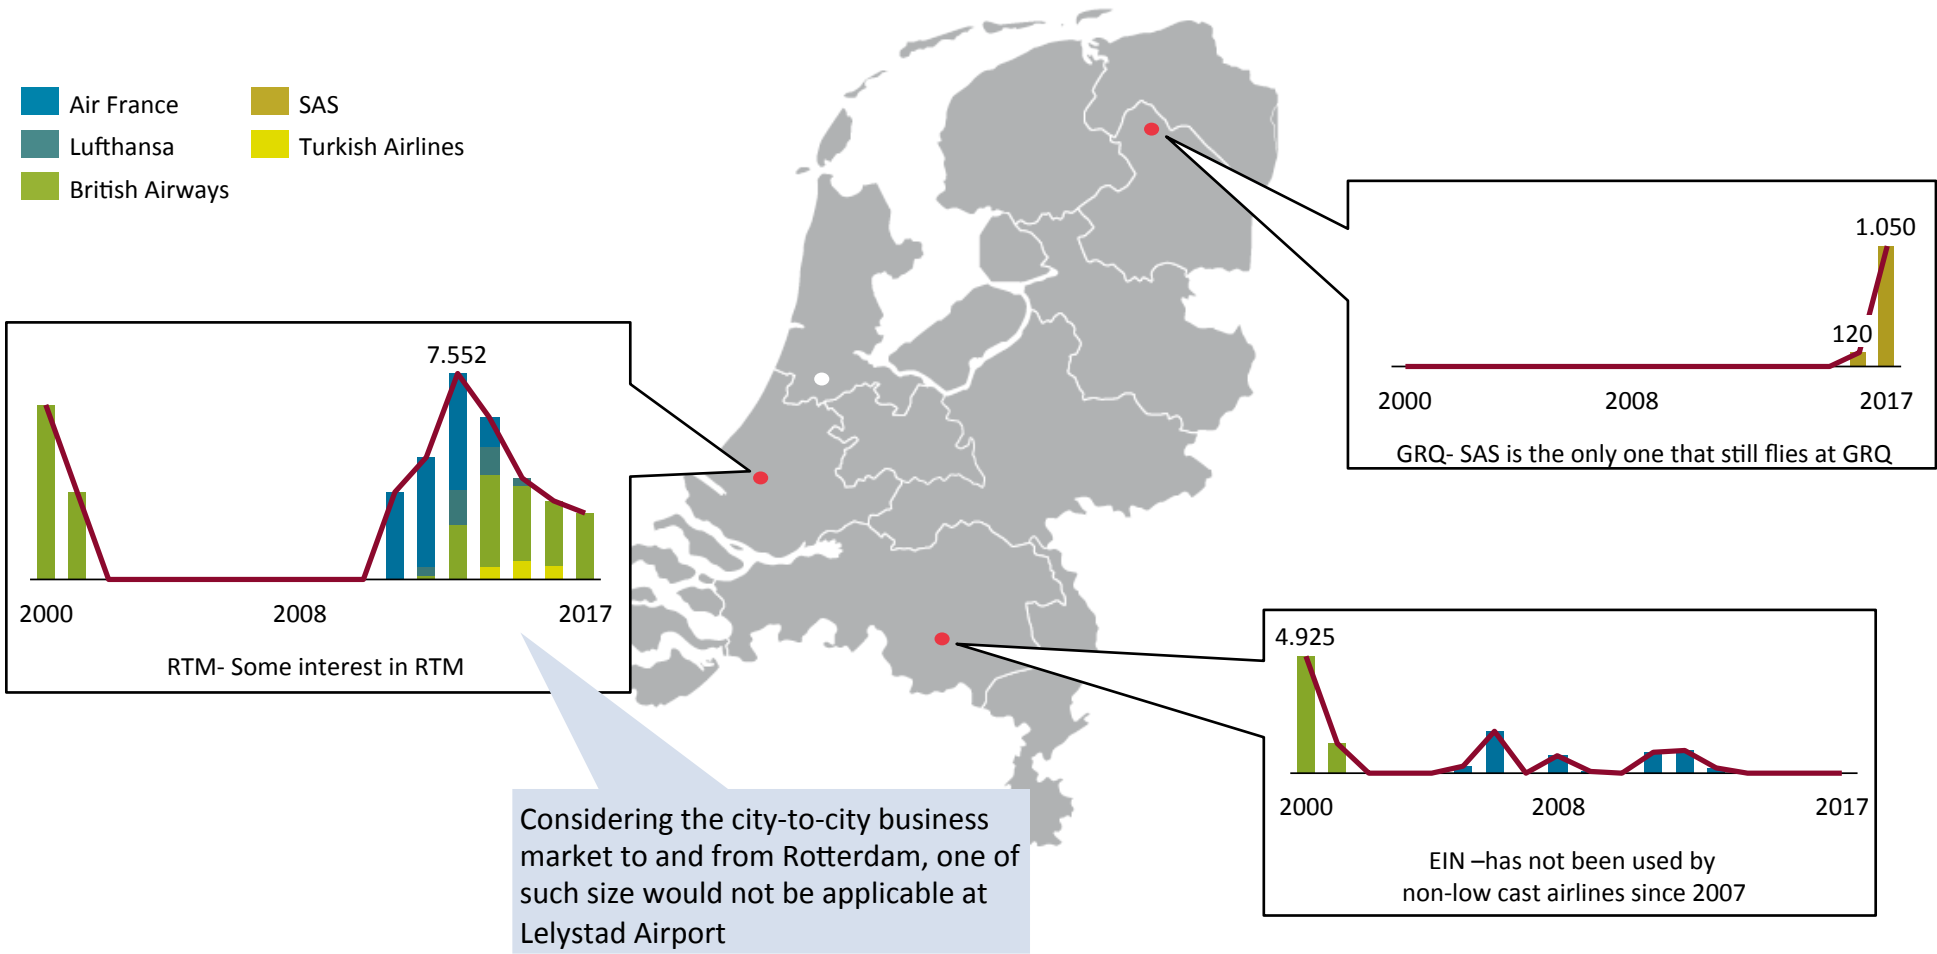 Air France
SAS
Lufthansa
Turkish Airlines
British Airways
1.050
120
2000 2008 2017
GRQ- SAS is the only one that still flies at GRQ
7.552
2000 2008 2017
RTM- Some interest in RTM
4.925
2000 2008 2017
EIN –has not been used by
non-low cast airlines since 2007
Considering the city-to-city business
market to and from Rotterdam, one of
such size would not be applicable at
Lelystad Airport